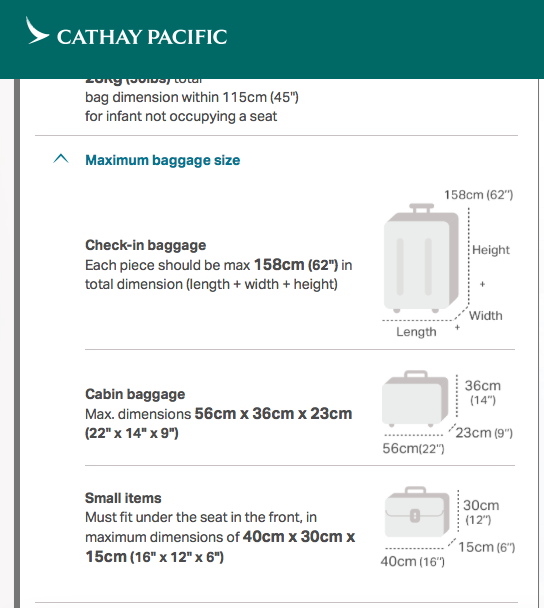 CATHAY PACIFIC
23kg (50lbs) total
bag dimension within 115cm (45")
for infant not occupying a seat
Maximum baggage size
158cm (62")
Check-in baggage
Each piece should be max 158cm (62") in
total dimension (length + width + height)
Height
+
Width
+
Length
Cabin baggage
Max. dimensions 56cm x 36cm x 23cm
(22" x 14" x 9")
36cm
(14")
23cm (9")
56cm(22")
Small items
Must fit under the seat in the front, in
maximum dimensions of 40cm x 30cm x
15cm (16" x 12" x 6")
30cm
(12")
15cm (6")
40cm (16")